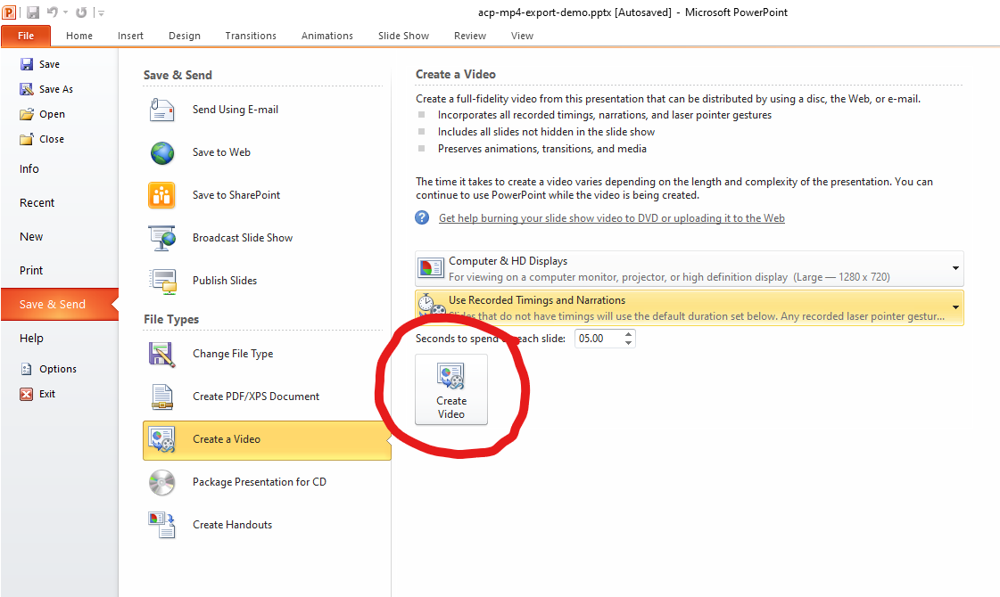 acp-mp4-export-demo.pptx [Autosaved] - Microsoft PowerPoint
File Home Insert Design Transitions Animations Slide Show Review View
Save
Save As
Open
Close
Info
Recent
New
Print
Save & Send
Help
Options
Exit
Save & Send
Send Using E-mail
Save to Web
Save to SharePoint
Broadcast Slide Show
Publish Slides
File Types
Change File Type
Create PDF/XPS Document
Create a Video
Package Presentation for CD
Create Handouts
Create a Video
Create a full-fidelity video from this presentation that can be distributed by using a disc, the Web, or e-mail.
Incorporates all recorded timings, narrations, and laser pointer gestures
Includes all slides not hidden in the slide show
Preserves animations, transitions, and media
The time it takes to create a video varies depending on the length and complexity of the presentation. You can
continue to use PowerPoint while the video is being created.
Get help burning your slide show video to DVD or uploading it to the Web
Computer & HD Displays
For viewing on a computer monitor, projector, or high definition display (Large — 1280 x 720)
Use Recorded Timings and Narrations
Slides that do not have timings will use the default duration set below. Any recorded laser pointer gestur...
Seconds to spend each slide: 05.00
Create
Video